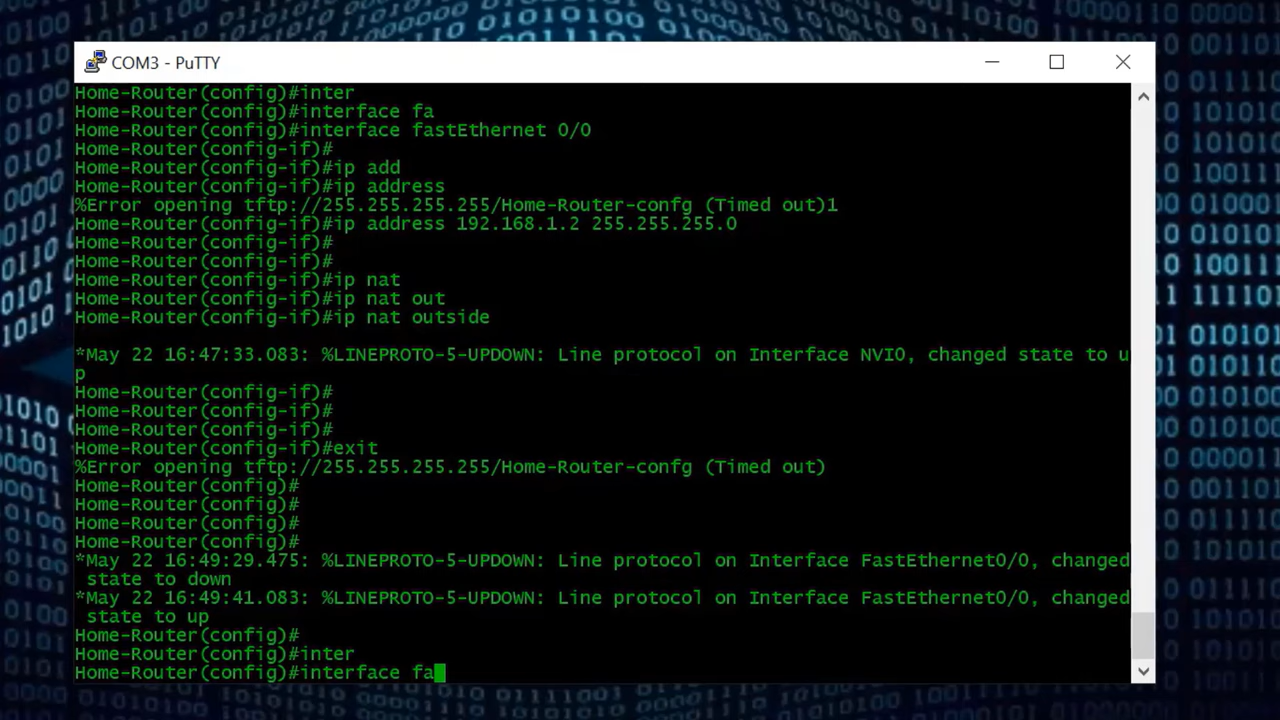 COM3 - PuTTY
Home-Router(config)#inter
Home-Router(config)#interface fa
Home-Router(config)#interface fastEthernet 0/0
Home-Router(config-if)#
Home-Router(config-if)#ip add
Home-Router(config-if)#ip address
%Error opening tftp://255.255.255.255/Home-Router-confg (Timed out)1
Home-Router(config-if)#ip address 192.168.1.2 255.255.255.0
Home-Router(config-if)#
Home-Router(config-if)#
Home-Router(config-if)#ip nat
Home-Router(config-if)#ip nat out
Home-Router(config-if)#ip nat outside
*May 22 16:47:33.083: %LINEPROTO-5-UPDOWN: Line protocol on Interface NVI0, changed state to u
p
Home-Router(config-if)#
Home-Router(config-if)#
Home-Router(config-if)#
Home-Router(config-if)#exit
%Error opening tftp://255.255.255.255/Home-Router-confg (Timed out)
Home-Router(config)#
Home-Router(config)#
Home-Router(config)#
Home-Router(config)#
*May 22 16:49:29.475: %LINEPROTO-5-UPDOWN: Line protocol on Interface FastEthernet0/0, changed
state to down
*May 22 16:49:41.083: %LINEPROTO-5-UPDOWN: Line protocol on Interface FastEthernet0/0, changed
state to up
Home-Router(config)#
Home-Router(config)#inter
Home-Router(config)#interface fa